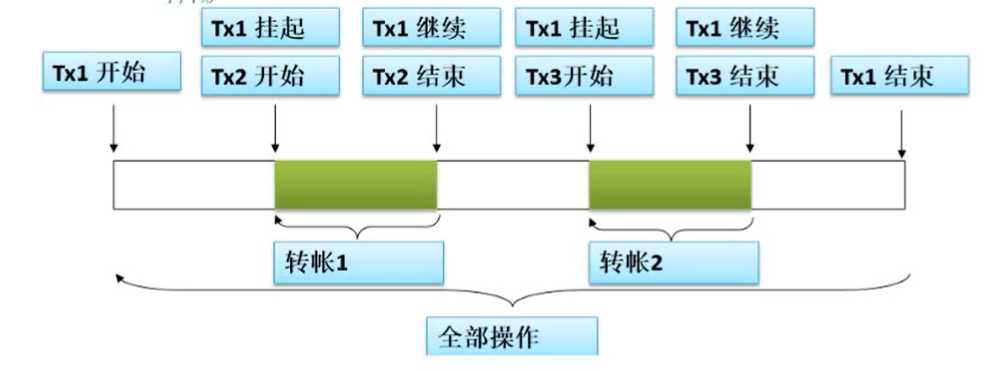 Tx1 挂起
Tx1 继续
Tx1 挂起
Tx1 继续
Tx1 开始
Tx2 开始
Tx2 结束
Tx3开始
Tx3 结束
Tx1 结束
转帐1
转帐2
全部操作